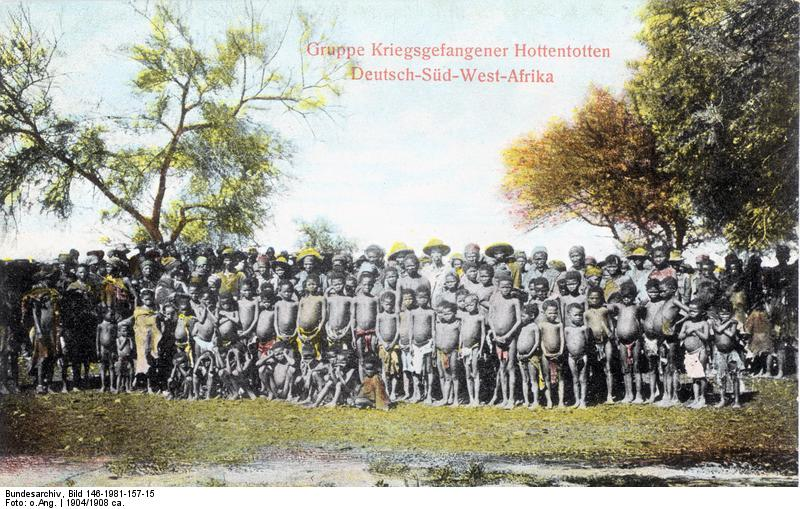 Gruppe Kriegsgefangener Hottentotten
Deutsch-Süd-West-Afrika
Bundesarchiv, Bild 146-1981-157-15
Foto: o.Ang. | 1904/1908 ca.